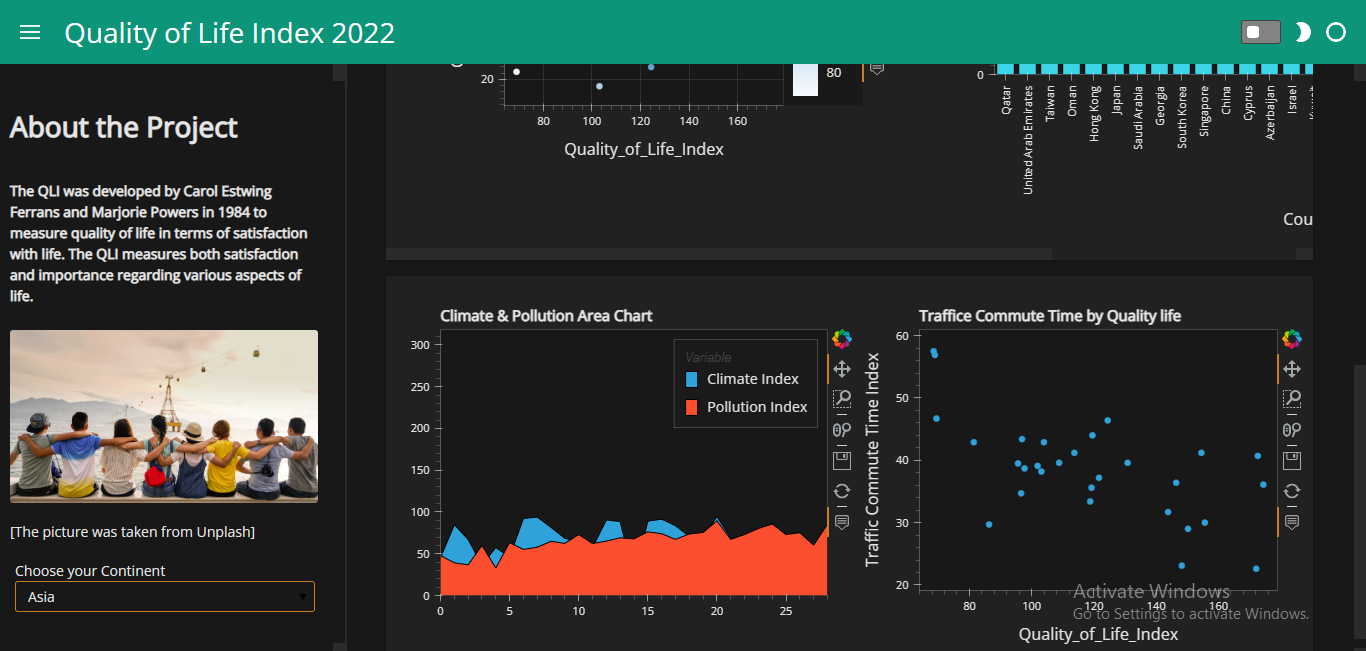 Quality of Life Index 2022
About the Project
The QLI was developed by Carol Estwing
Ferrans and Marjorie Powers in 1984 to
measure quality of life in terms of satisfaction
with life. The QLI measures both satisfaction
and importance regarding various aspects of
life.
[The picture was taken from Unplash]
Choose your Continent
Asia
20
80 100 120 140 160
Quality_of_Life_Index
80
0
Qatar
United Arab Emirates
Taiwan
Oman
Hong Kong
Japan
Saudi Arabia
Georgia
South Korea
Singapore
China
Cyprus
Azerbaijan
Israel
Cou
Climate & Pollution Area Chart
300
250
200
150
100
50
0
0 5 10 15 20 25
Variable
Climate Index
Pollution Index
Traffice Commute Time by Quality life
Traffic Commute Time Index
60
50
40
30
20
80 100 120 140 160
Quality_of_Life_Index
Activate Windows
Go to Settings to activate Windows.